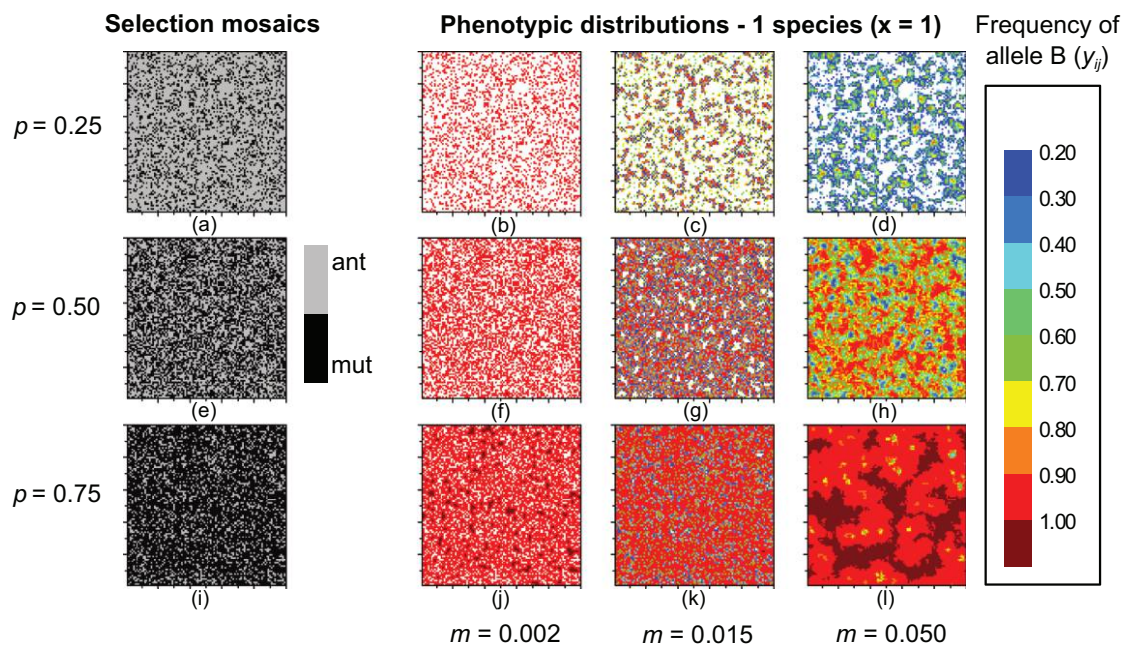 Selection mosaics
Phenotypic distributions - 1 species (x = 1)
Frequency of
allele B (yij)
p = 0.25
(a)
(b)
(c)
(d)
p = 0.50
ant
mut
(e)
(f)
(g)
(h)
p = 0.75
(i)
(j)
(k)
(l)
0.20
0.30
0.40
0.50
0.60
0.70
0.80
0.90
1.00
m = 0.002
m = 0.015
m = 0.050